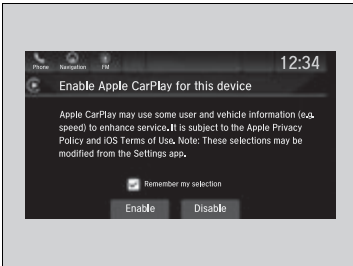 Phone Navigation FM 12:34
Enable Apple CarPlay for this device
Apple CarPlay may use some user and vehicle information (e.g.
speed) to enhance service. It is subject to the Apple Privacy
Policy and iOS Terms of Use. Note: These selections may be
modified from the Settings app.
Remember my selection
Enable Disable